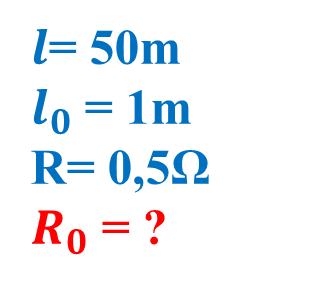 l= 50m
l₀ = 1m
R= 0,5Ω
R₀ = ?